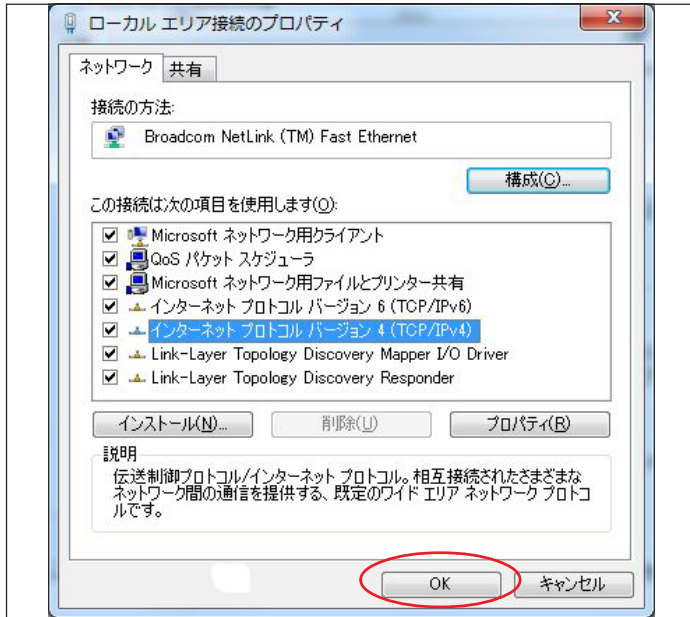 ローカル エリア接続のプロパティ
ネットワーク 共有
接続の方法:
Broadcom NetLink (TM) Fast Ethernet
構成(C)...
この接続は次の項目を使用します(O):
Microsoft ネットワーク用クライアント
QoS パケット スケジューラ
Microsoft ネットワーク用ファイルとプリンター共有
インターネット プロトコル バージョン 6 (TCP/IPv6)
インターネット プロトコル バージョン 4 (TCP/IPv4)
Link-Layer Topology Discovery Mapper I/O Driver
Link-Layer Topology Discovery Responder
インストール(N)... 削除(U) プロパティ(R)
説明
伝送制御プロトコル/インターネット プロトコル。相互接続されたさまざまな
ネットワーク間の通信を提供する、既定のワイド エリア ネットワーク プロトコ
ルです。
OK キャンセル